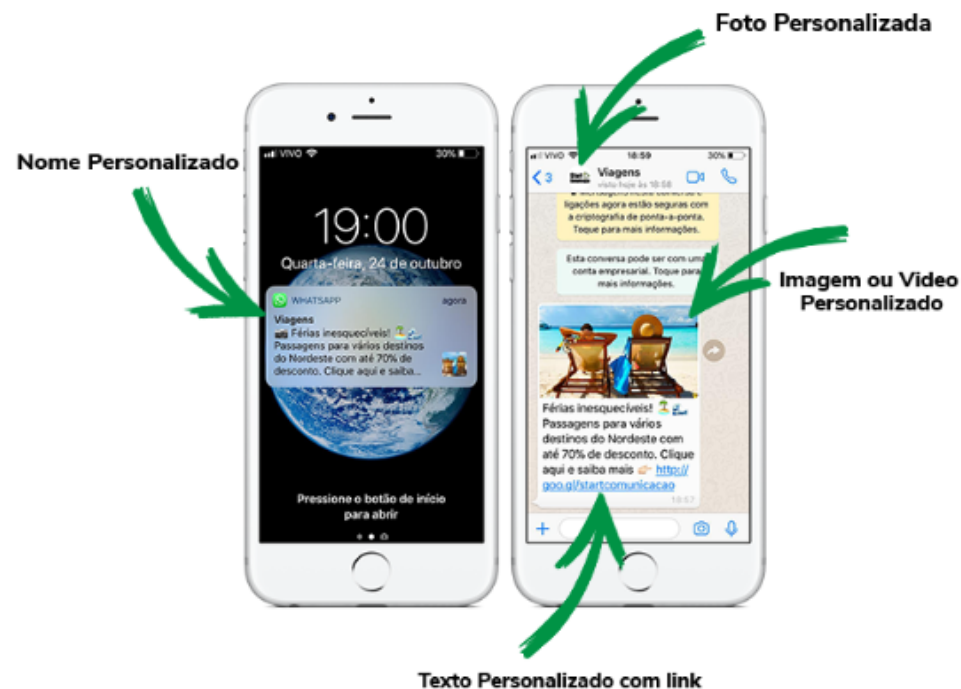 Foto Personalizada
Nome Personalizado
VIVO
30%
19:00
Quarta-feira, 24 de outubro
WHATSAPP
agora
Viagens
Férias inesquecíveis!
Passagens para vários destinos
do Nordeste com até 70% de
desconto. Clique aqui e saiba...
Pressione o botão de início
para abrir
VIVO
18:59
30%
3
Start
Viagens
visto hoje às 18:58
ligações agora estão seguras com
a criptografia de ponta-a-ponta.
Toque para mais informações.
Esta conversa pode ser com uma
conta empresarial. Toque para
mais informações.
Férias inesquecíveis!
Passagens para vários
destinos do Nordeste com
até 70% de desconto. Clique
aqui e saiba mais 👉 http://
goo.gl/startcomunicacao
18:57
Imagem ou Video
Personalizado
Texto Personalizado com link